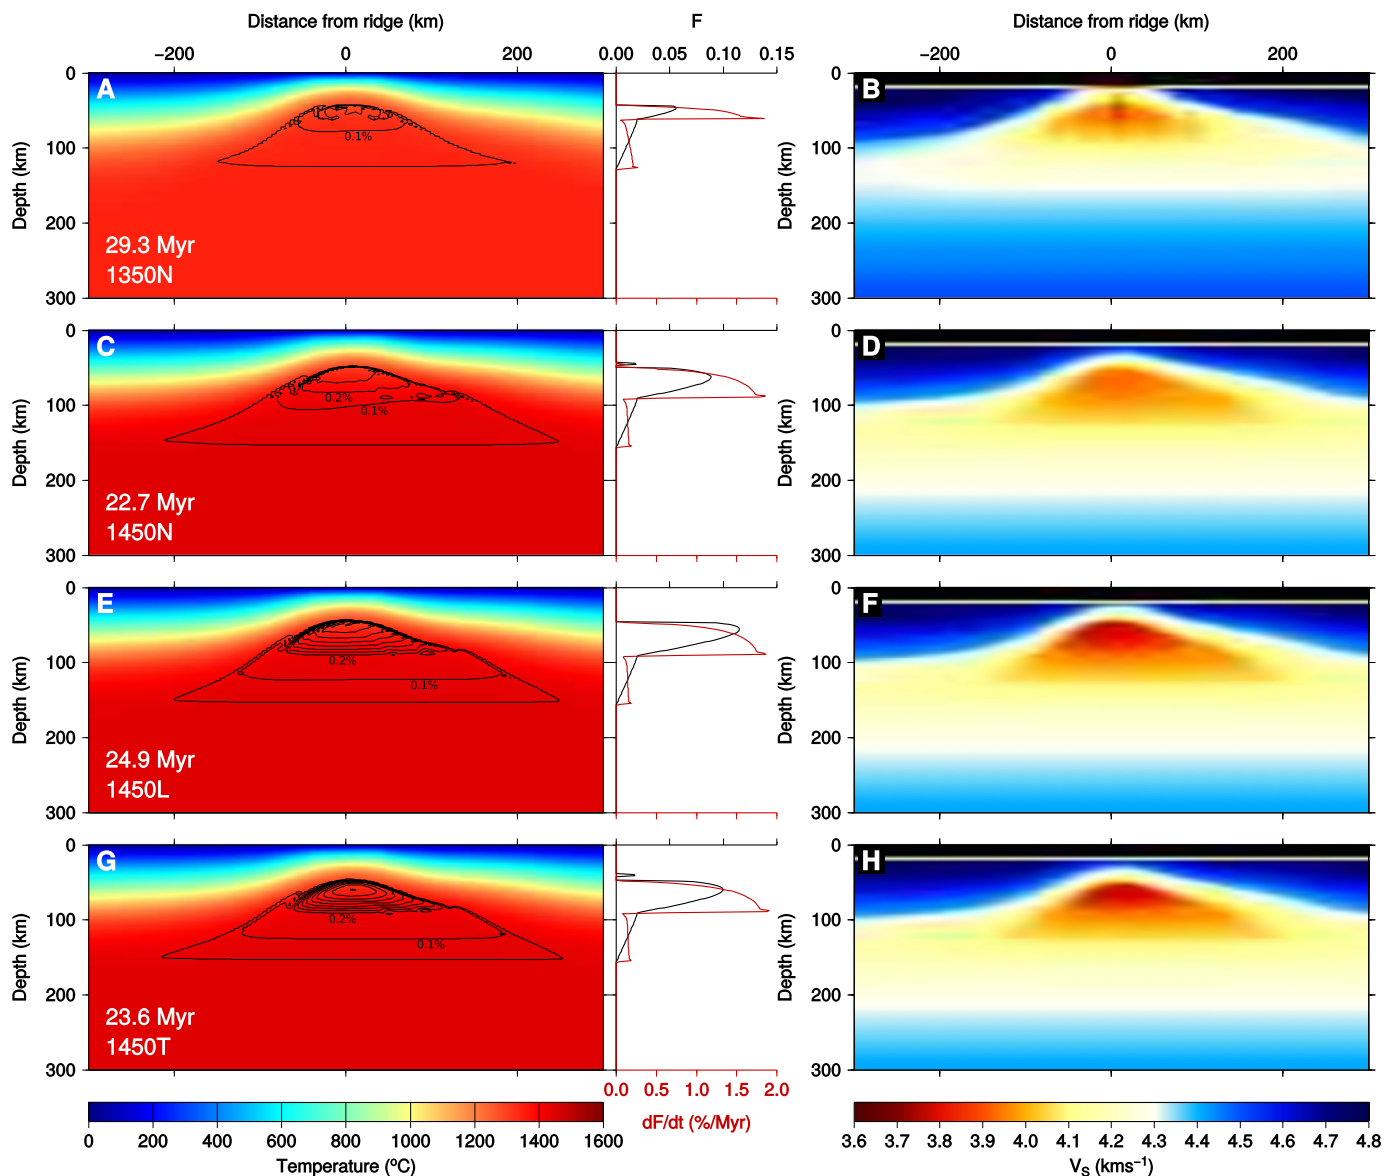 Distance from ridge (km)
F
Distance from ridge (km)
−200 0 200
0.00 0.05 0.10 0.15
−200 0 200
0
100
200
300
Depth (km)
A
0.1%
29.3 Myr
1350N
0
100
200
300
Depth (km)
B
0
100
200
300
Depth (km)
C
0.2%
0.1%
22.7 Myr
1450N
0
100
200
300
Depth (km)
D
0
100
200
300
Depth (km)
E
0.2%
0.1%
24.9 Myr
1450L
0
100
200
300
Depth (km)
F
0
100
200
300
Depth (km)
G
0.2%
0.1%
23.6 Myr
1450T
0
100
200
300
Depth (km)
H
0.0 0.5 1.0 1.5 2.0
dF/dt (%/Myr)
0 200 400 600 800 1000 1200 1400 1600
Temperature (ºC)
3.6 3.7 3.8 3.9 4.0 4.1 4.2 4.3 4.4 4.5 4.6 4.7 4.8
VS (kms−1)